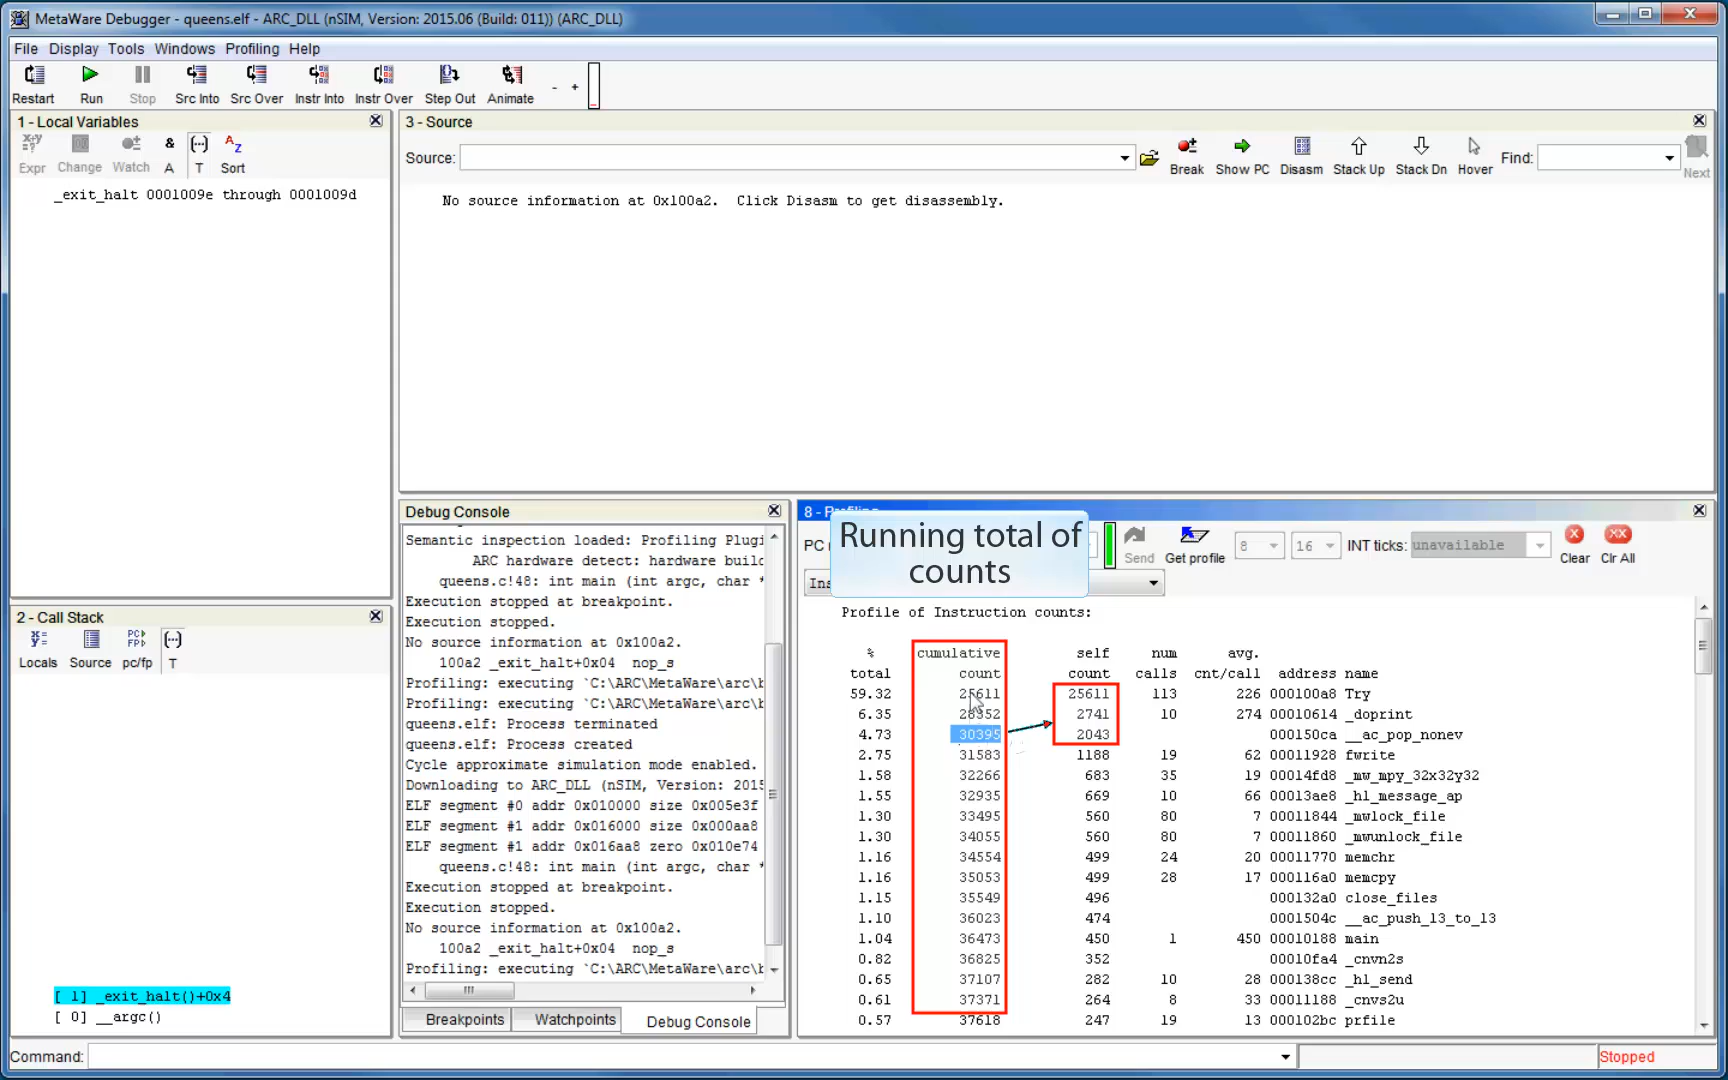 MetaWare Debugger - queens.elf - ARC_DLL (nSIM, Version: 2015.06 (Build: 011)) (ARC_DLL)
File Display Tools Windows Profiling Help
Restart Run Stop Src Into Src Over Instr Into Instr Over Step Out Animate - +
1 - Local Variables
Expr Change Watch & A T Sort
_exit_halt 0001009e through 0001009d
3 - Source
Source: Break Show PC Disasm Stack Up Stack Dn Hover Find: Next
No source information at 0x100a2. Click Disasm to get disassembly.
2 - Call Stack
Locals Source pc/fp T
[ 1] _exit_halt()+0x4
[ 0] __argc()
Debug Console
Semantic inspection loaded: Profiling Plugi
ARC hardware detect: hardware build
queens.c!48: int main (int argc, char *
Execution stopped at breakpoint.
Execution stopped.
No source information at 0x100a2.
100a2 _exit_halt+0x04 nop_s
Profiling: executing `C:\ARC\MetaWare\arc\b
Profiling: executing `C:\ARC\MetaWare\arc\b
queens.elf: Process terminated
queens.elf: Process created
Cycle approximate simulation mode enabled.
Downloading to ARC_DLL (nSIM, Version: 2015
ELF segment #0 addr 0x010000 size 0x005e3f
ELF segment #1 addr 0x016000 size 0x000aa8
ELF segment #1 addr 0x016aa8 zero 0x010e74
queens.c!48: int main (int argc, char *
Execution stopped at breakpoint.
Execution stopped.
No source information at 0x100a2.
100a2 _exit_halt+0x04 nop_s
Profiling: executing `C:\ARC\MetaWare\arc\b
Breakpoints Watchpoints Debug Console
8 - Profiling
PC Send Get profile 8 16 INT ticks: unavailable Clear Clr All
Running total of
counts
Ins
Profile of Instruction counts:
% cumulative self num avg.
total count count calls cnt/call address name
59.32 25611 25611 113 226 000100a8 Try
6.35 28352 2741 10 274 00010614 _doprint
4.73 30395 2043 000150ca __ac_pop_nonev
2.75 31583 1188 19 62 00011928 fwrite
1.58 32266 683 35 19 00014fd8 _mw_mpy_32x32y32
1.55 32935 669 10 66 00013ae8 _hl_message_ap
1.30 33495 560 80 7 00011844 _mwlock_file
1.30 34055 560 80 7 00011860 _mwunlock_file
1.16 34554 499 24 20 00011770 memchr
1.16 35053 499 28 17 000116a0 memcpy
1.15 35549 496 000132a0 close_files
1.10 36023 474 0001504c __ac_push_13_to_13
1.04 36473 450 1 450 00010188 main
0.82 36825 352 00010fa4 _cnvn2s
0.65 37107 282 10 28 000138cc _hl_send
0.61 37371 264 8 33 00011188 _cnvs2u
0.57 37618 247 19 13 000102bc prfile
Command: Stopped